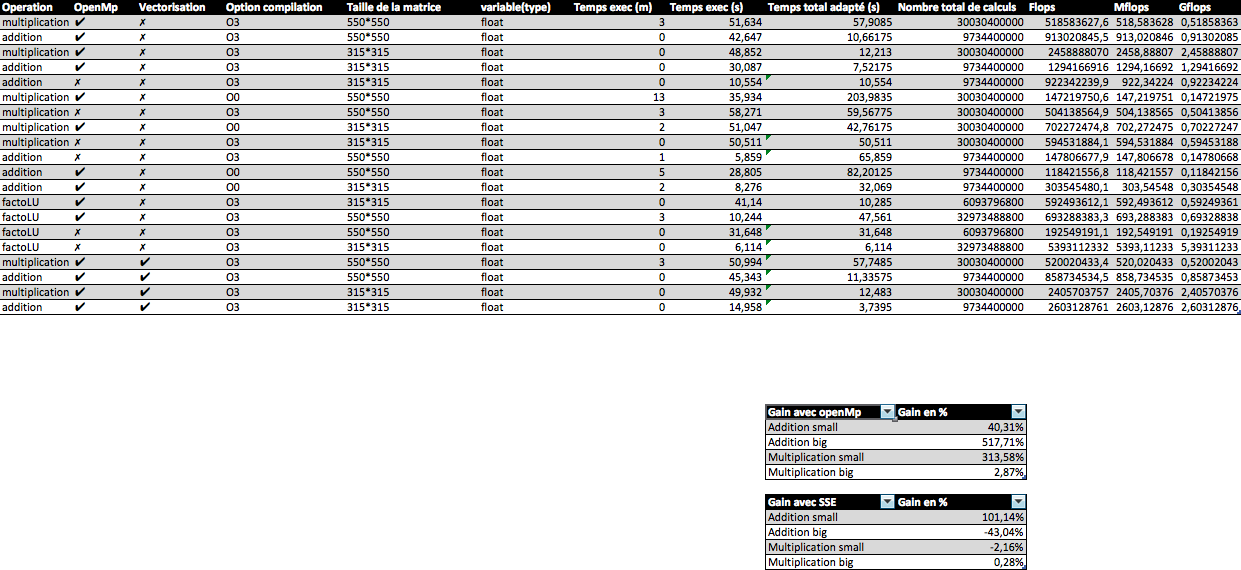 Operation OpenMp Vectorisation Option compilation Taille de la matrice variable(type) Temps exec (m) Temps exec (s) Temps total adapté (s) Nombre total de calculs Flops Mflops Gflops
multiplication ✔ ✗ O3 550*550 float 3 51,634 57,9085 30030400000 518583627,6 518,583628 0,51858363
addition ✔ ✗ O3 550*550 float 0 42,647 10,66175 9734400000 913020845,5 913,020846 0,91302085
multiplication ✔ ✗ O3 315*315 float 0 48,852 12,213 30030400000 2458888070 2458,88807 2,45888807
addition ✔ ✗ O3 315*315 float 0 30,087 7,52175 9734400000 1294166916 1294,16692 1,29416692
addition ✗ ✗ O3 315*315 float 0 10,554 10,554 9734400000 922342239,9 922,34224 0,92234224
multiplication ✔ ✗ O0 550*550 float 13 35,934 203,9835 30030400000 147219750,6 147,219751 0,14721975
multiplication ✗ ✗ O3 550*550 float 3 58,271 59,56775 30030400000 504138564,9 504,138565 0,50413856
multiplication ✔ ✗ O0 315*315 float 2 51,047 42,76175 30030400000 702272474,8 702,272475 0,70227247
multiplication ✗ ✗ O3 315*315 float 0 50,511 50,511 30030400000 594531884,1 594,531884 0,59453188
addition ✗ ✗ O3 550*550 float 1 5,859 65,859 9734400000 147806677,9 147,806678 0,14780668
addition ✔ ✗ O0 550*550 float 5 28,805 82,20125 9734400000 118421556,8 118,421557 0,11842156
addition ✔ ✗ O0 315*315 float 2 8,276 32,069 9734400000 303545480,1 303,54548 0,30354548
factoLU ✔ ✗ O3 315*315 float 0 41,14 10,285 6093796800 592493612,1 592,493612 0,59249361
factoLU ✔ ✗ O3 550*550 float 3 10,244 47,561 32973488800 693288383,3 693,288383 0,69328838
factoLU ✗ ✗ O3 550*550 float 0 31,648 31,648 6093796800 192549191,1 192,549191 0,19254919
factoLU ✗ ✗ O3 315*315 float 0 6,114 6,114 32973488800 5393112332 5393,11233 5,39311233
multiplication ✔ ✔ O3 550*550 float 3 50,994 57,7485 30030400000 520020433,4 520,020433 0,52002043
addition ✔ ✔ O3 550*550 float 0 45,343 11,33575 9734400000 858734534,5 858,734535 0,85873453
multiplication ✔ ✔ O3 315*315 float 0 49,932 12,483 30030400000 2405703757 2405,70376 2,40570376
addition ✔ ✔ O3 315*315 float 0 14,958 3,7395 9734400000 2603128761 2603,12876 2,60312876
Gain avec openMp Gain en %
Addition small 40,31%
Addition big 517,71%
Multiplication small 313,58%
Multiplication big 2,87%
Gain avec SSE Gain en %
Addition small 101,14%
Addition big -43,04%
Multiplication small -2,16%
Multiplication big 0,28%